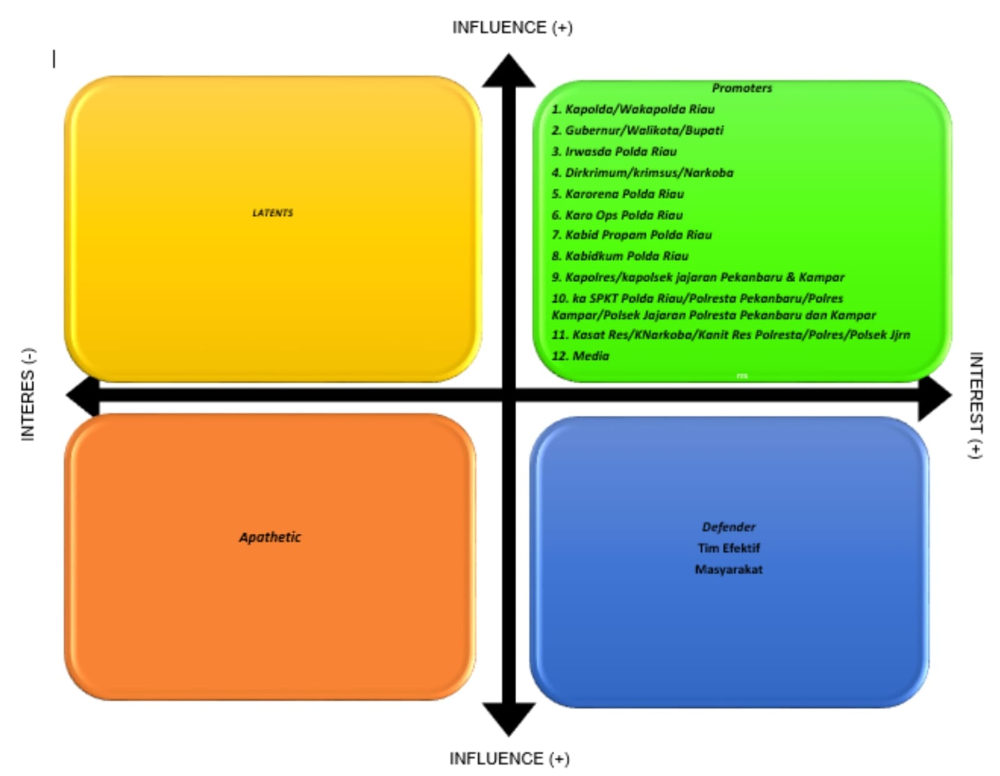 INFLUENCE (+)
LATENTS
Promoters
1. Kapolda/Wakapolda Riau
2. Gubernur/Walikota/Bupati
3. Irwasda Polda Riau
4. Dirkrimum/krimsus/Narkoba
5. Karorena Polda Riau
6. Karo Ops Polda Riau
7. Kabid Propam Polda Riau
8. Kabidkum Polda Riau
9. Kapolres/kapolsek jajaran Pekanbaru & Kampar
10. ka SPKT Polda Riau/Polresta Pekanbaru/Polres
Kampar/Polsek Jajaran Polresta Pekanbaru dan Kampar
11. Kasat Res/KNarkoba/Kanit Res Polresta/Polres/Polsek Jjrn
12. Media
INTERES (-)
INTEREST (+)
Apathetic
Defender
Tim Efektif
Masyarakat
INFLUENCE (+)